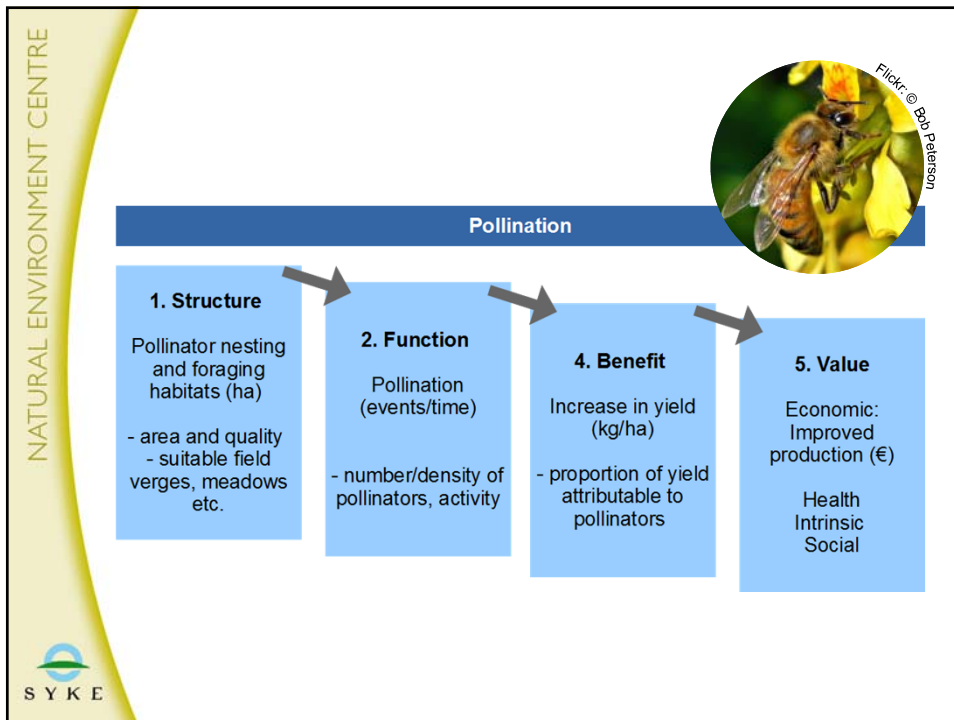 NATURAL ENVIRONMENT CENTRE
Flickr: © Bob Peterson
Pollination
1. Structure
Pollinator nesting
and foraging
habitats (ha)
- area and quality
- suitable field
verges, meadows
etc.
2. Function
Pollination
(events/time)
- number/density of
pollinators, activity
4. Benefit
Increase in yield
(kg/ha)
- proportion of yield
attributable to
pollinators
5. Value
Economic:
Improved
production (€)
Health
Intrinsic
Social
SYKE